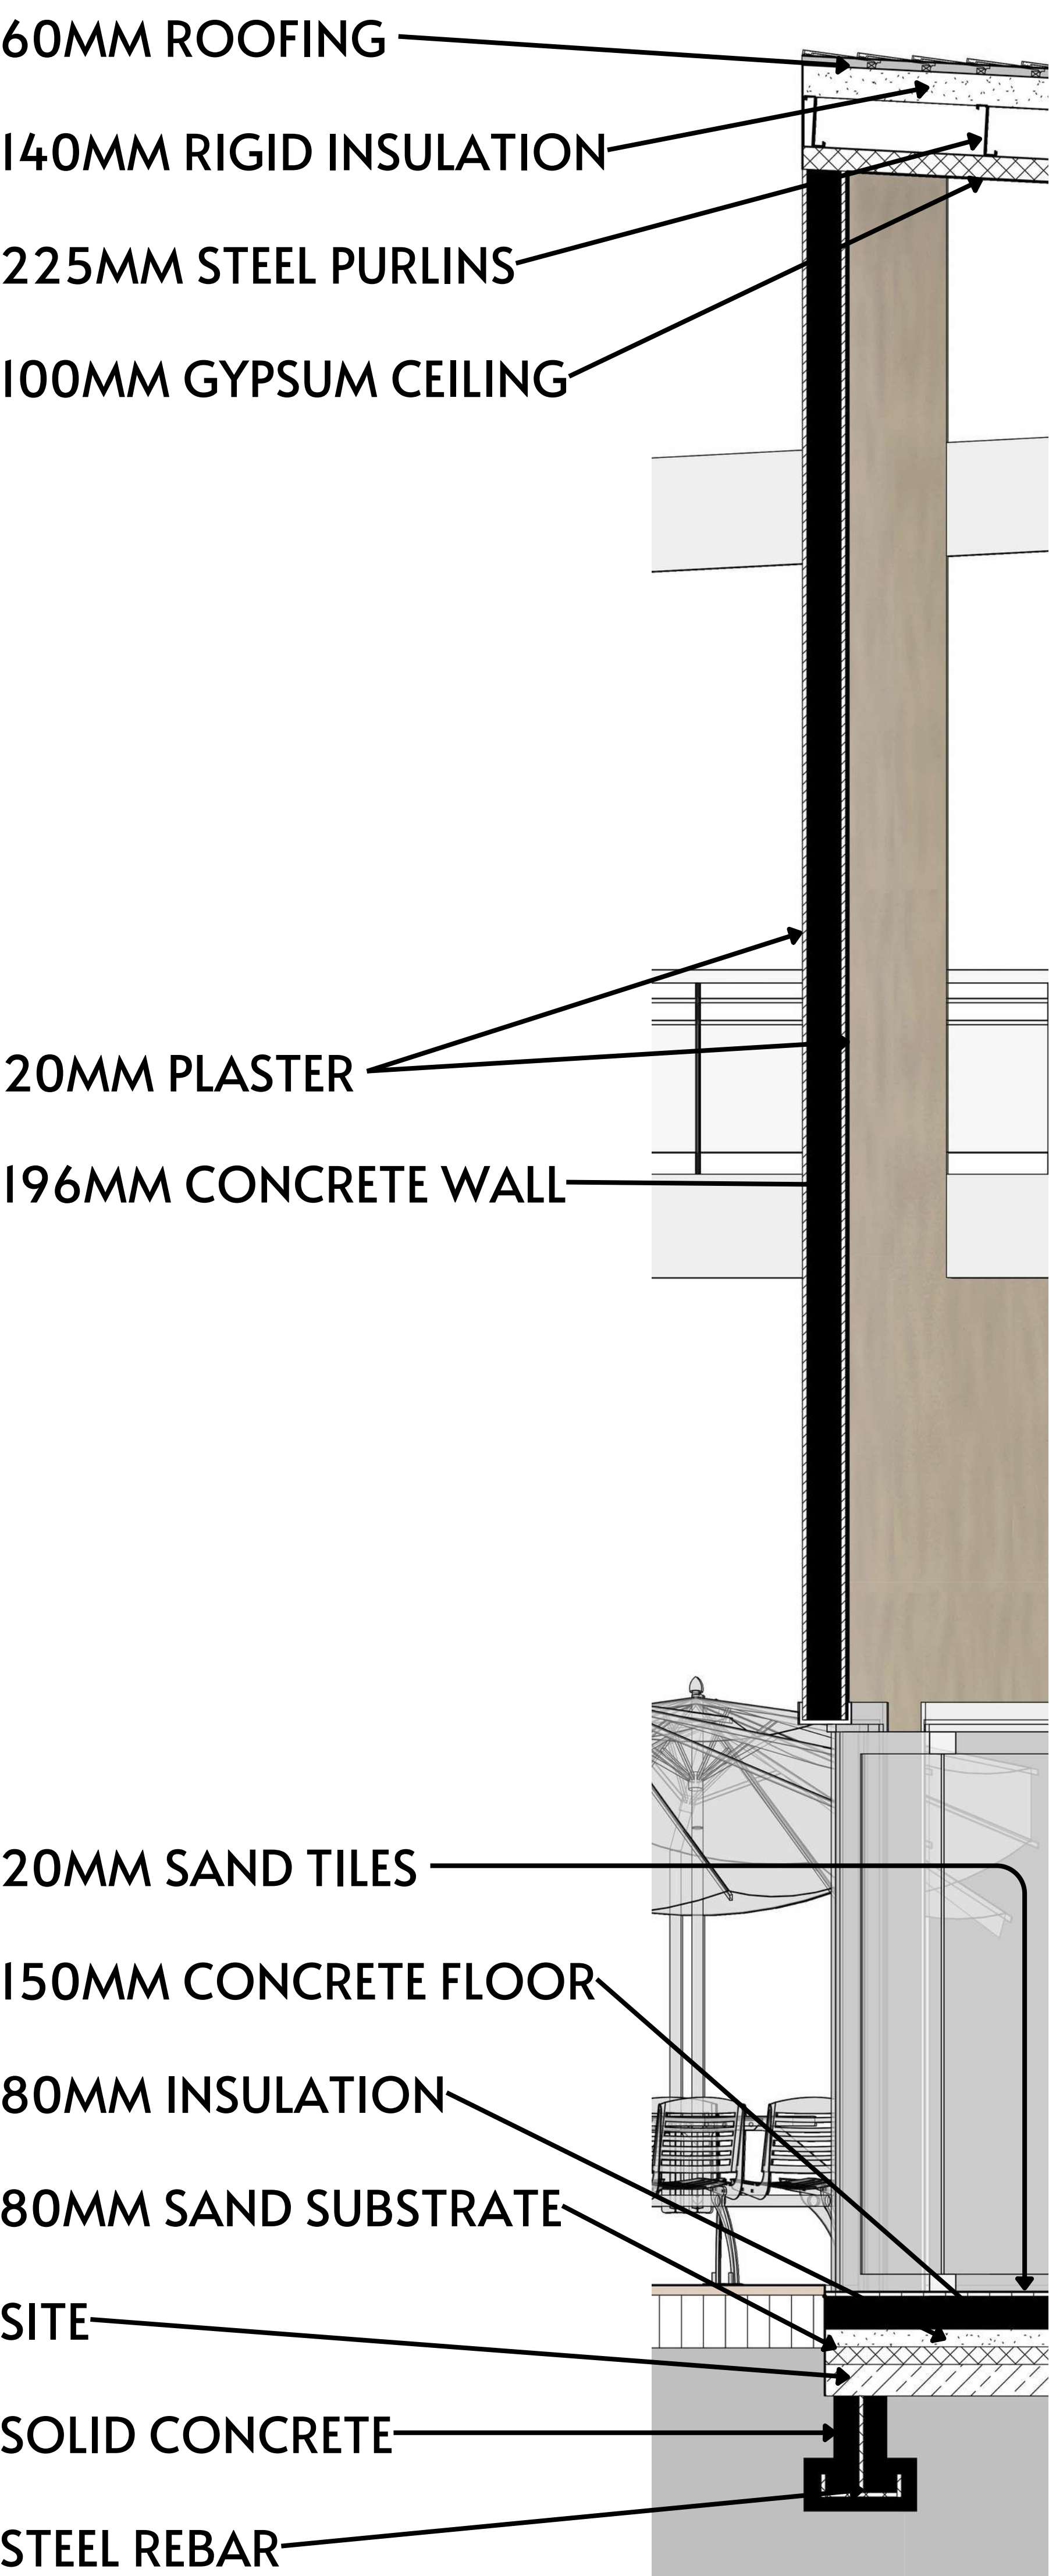 60MM ROOFING
140MM RIGID INSULATION
225MM STEEL PURLINS
100MM GYPSUM CEILING
20MM PLASTER
196MM CONCRETE WALL
20MM SAND TILES
150MM CONCRETE FLOOR
80MM INSULATION
80MM SAND SUBSTRATE
SITE
SOLID CONCRETE
STEEL REBAR